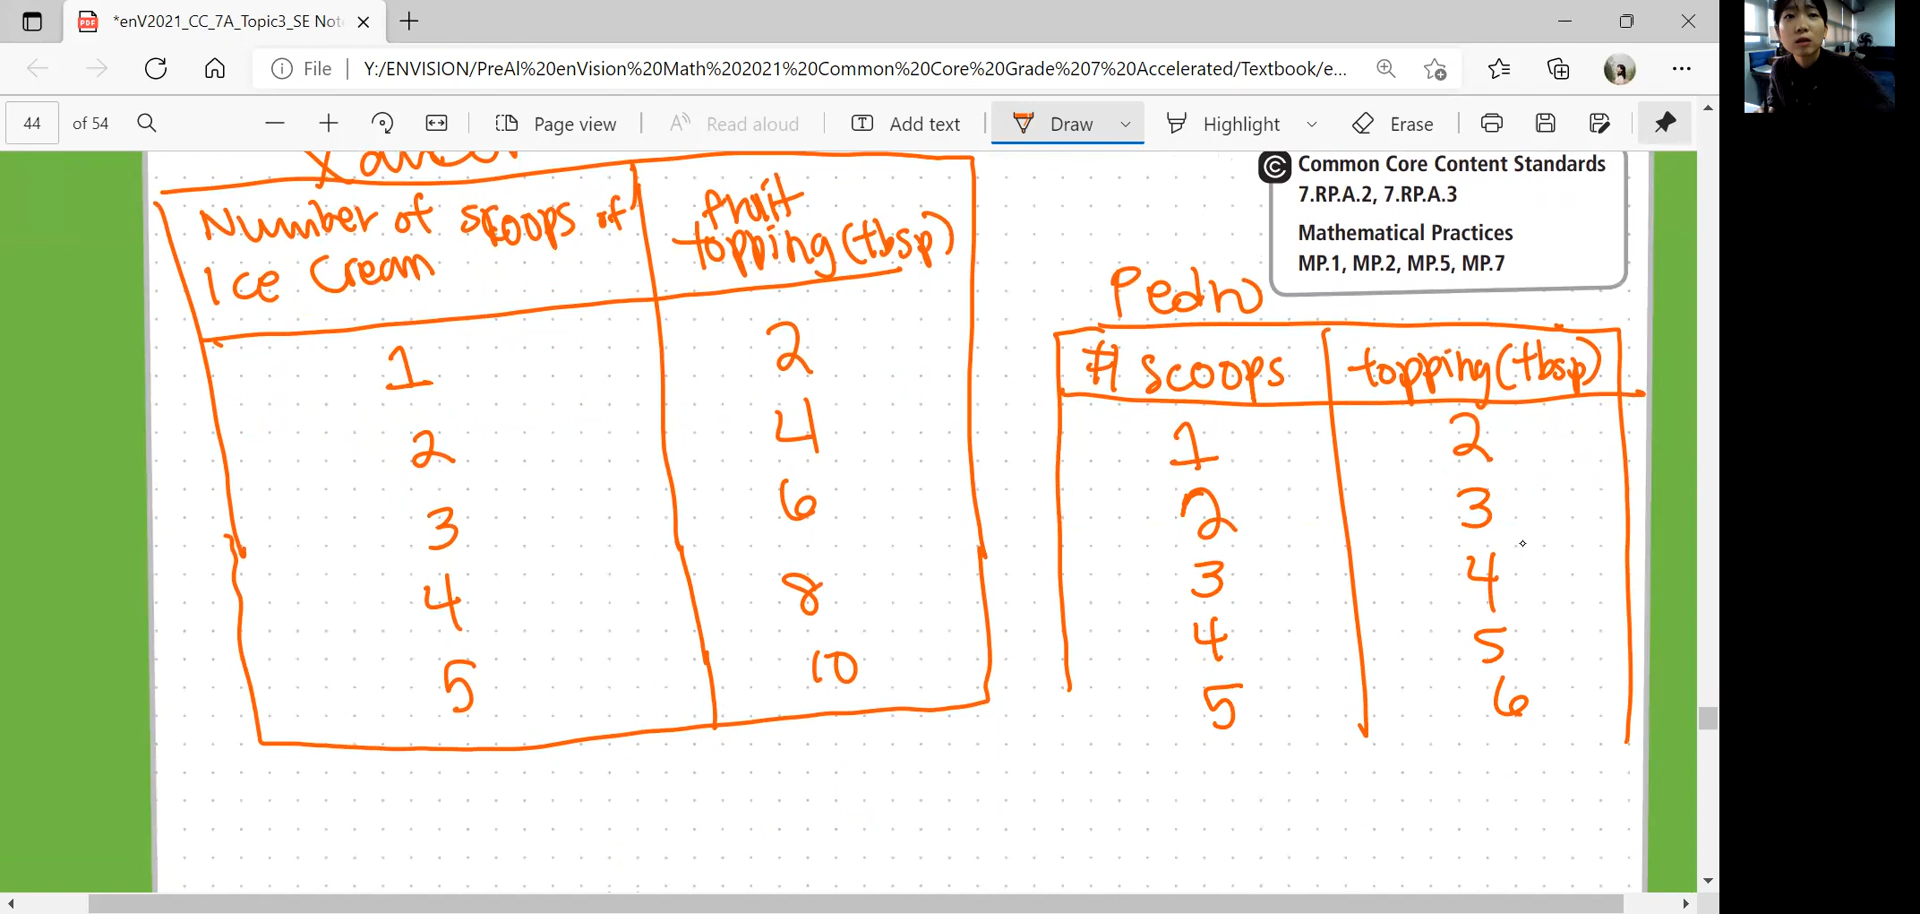 *enV2021_CC_7A_Topic3_SE Not
File
Y:/ENVISION/PreAl%20enVision%20Math%202021%20Common%20Core%20Grade%207%20Accelerated/Textbook/e...
44 of 54
Page view
Read aloud
Add text
Draw
Highlight
Erase
Number of scoops of
Ice Cream
fruit
topping (tbsp)
1 2
2 4
3 6
4 8
5 10
Common Core Content Standards
7.RP.A.2, 7.RP.A.3
Mathematical Practices
MP.1, MP.2, MP.5, MP.7
Pedro
# scoops topping (tbsp)
1 2
2 3
3 4
4 5
5 6